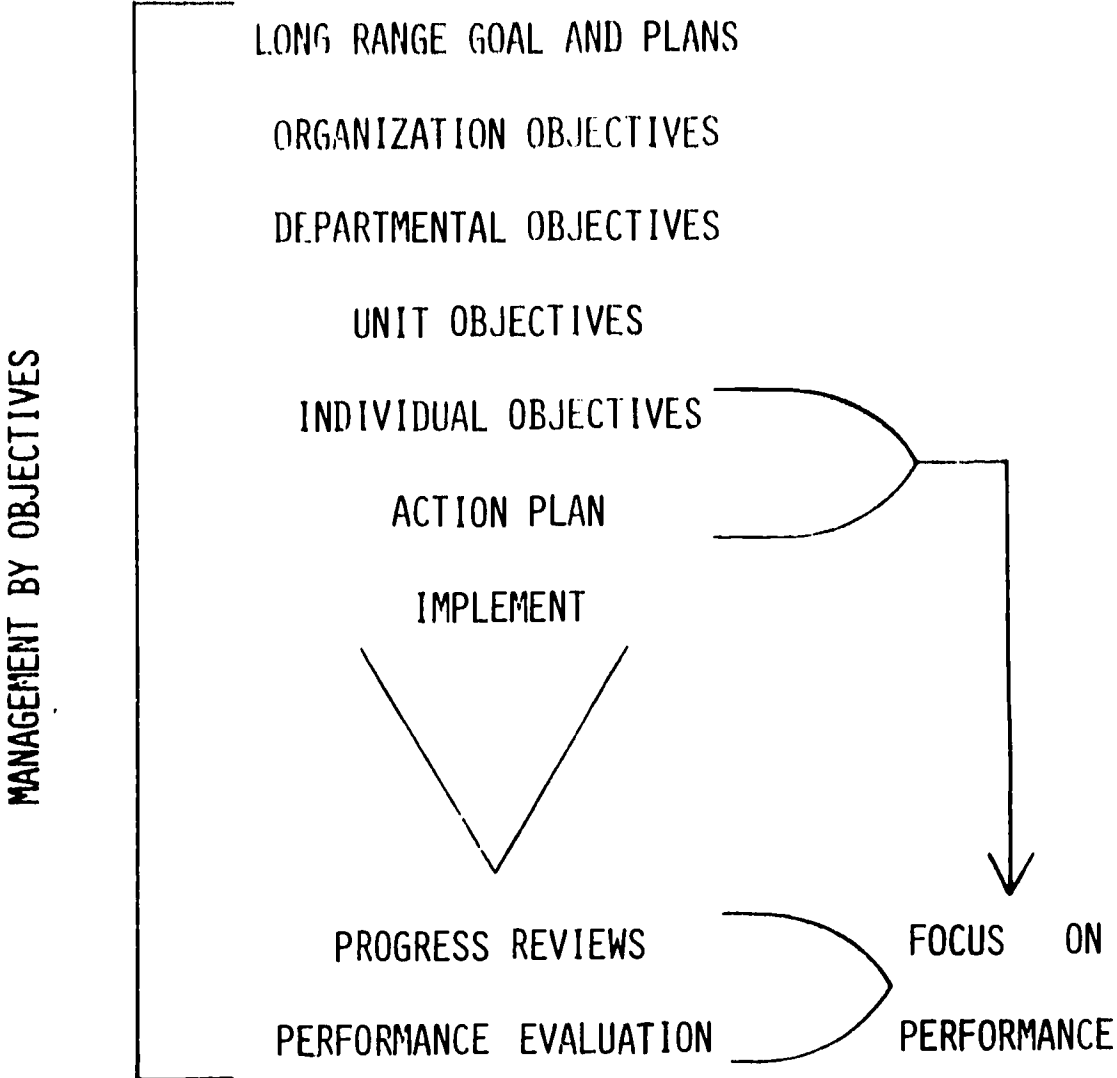 MANAGEMENT BY OBJECTIVES
LONG RANGE GOAL AND PLANS
ORGANIZATION OBJECTIVES
DEPARTMENTAL OBJECTIVES
UNIT OBJECTIVES
INDIVIDUAL OBJECTIVES
ACTION PLAN
IMPLEMENT
PROGRESS REVIEWS
PERFORMANCE EVALUATION
FOCUS ON
PERFORMANCE